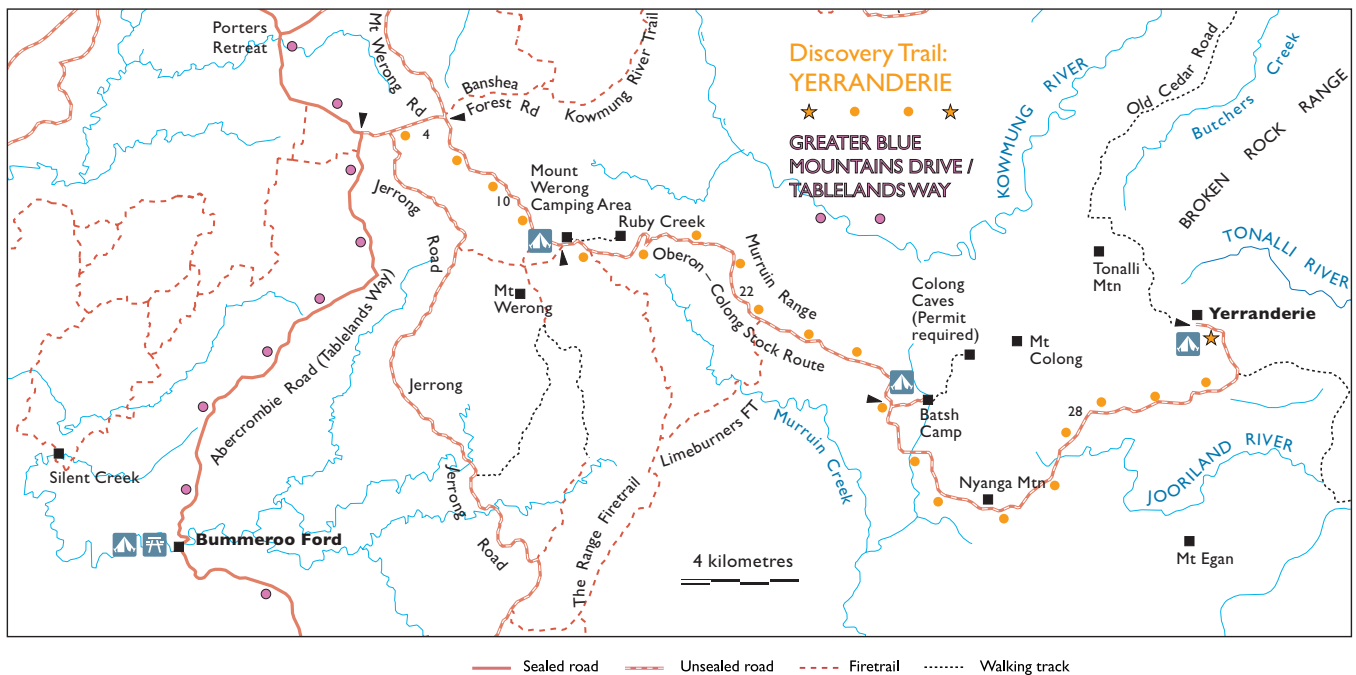 Porters
Retreat
Mt Werong Rd
Banshea
Forest Rd
Kowmung River Trail
Discovery Trail:
YERRANDERIE
GREATER BLUE
MOUNTAINS DRIVE /
TABLELANDS WAY
KOWMUNG RIVER
Old Cedar Road
Butchers Creek
BROKEN ROCK RANGE
TONALLI RIVER
4
Jerrong
Road
10
Mount
Werong
Camping Area
Ruby Creek
Mt
Werong
Oberon – Colong Stock Route
Murruin Range
22
Colong
Caves
(Permit
required)
Mt
Colong
Tonalli
Mtn
Yerranderie
Abercrombie Road (Tablelands Way)
Jerrong
Batsh
Camp
28
Limeburners FT
Murruin Creek
Silent Creek
Jerrong
Road
Nyanga Mtn
JOORILAND RIVER
Bummeroo Ford
The Range Firetrail
4 kilometres
Mt Egan
Sealed road
Unsealed road
Firetrail
Walking track